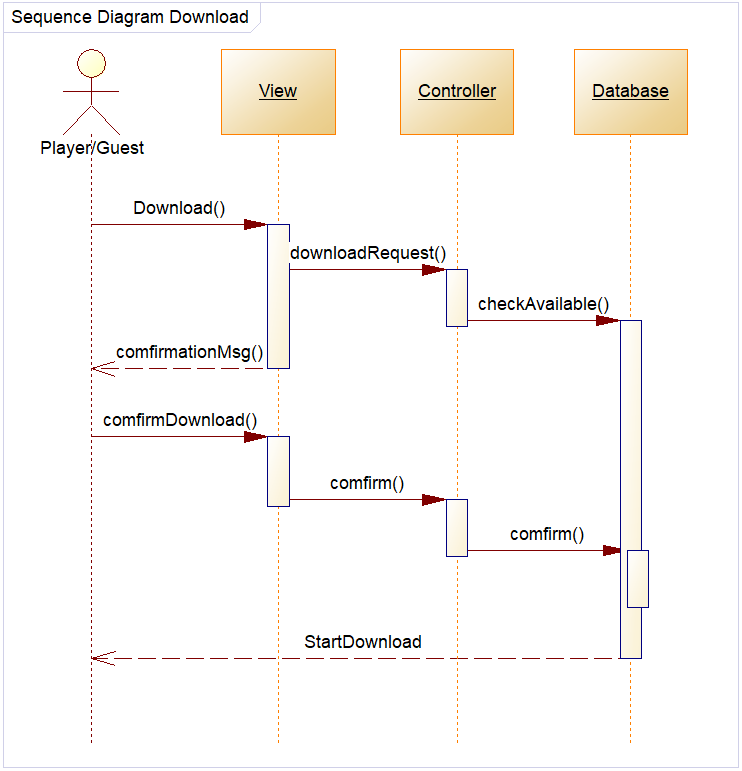 Sequence Diagram Download
View
Controller
Database
Player/Guest
Download()
downloadRequest()
checkAvailable()
comfirmationMsg()
comfirmDownload()
comfirm()
comfirm()
StartDownload